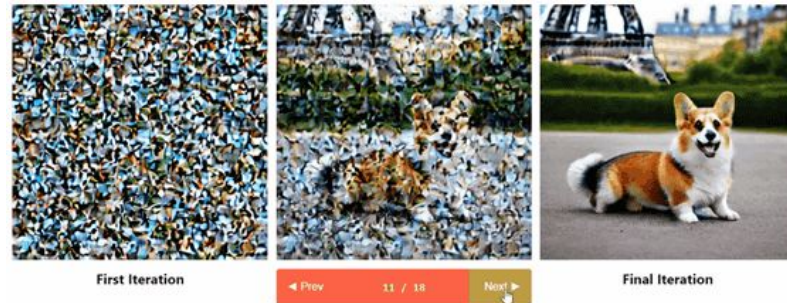 First Iteration
◀ Prev 11 / 18 Next ▶
Final Iteration